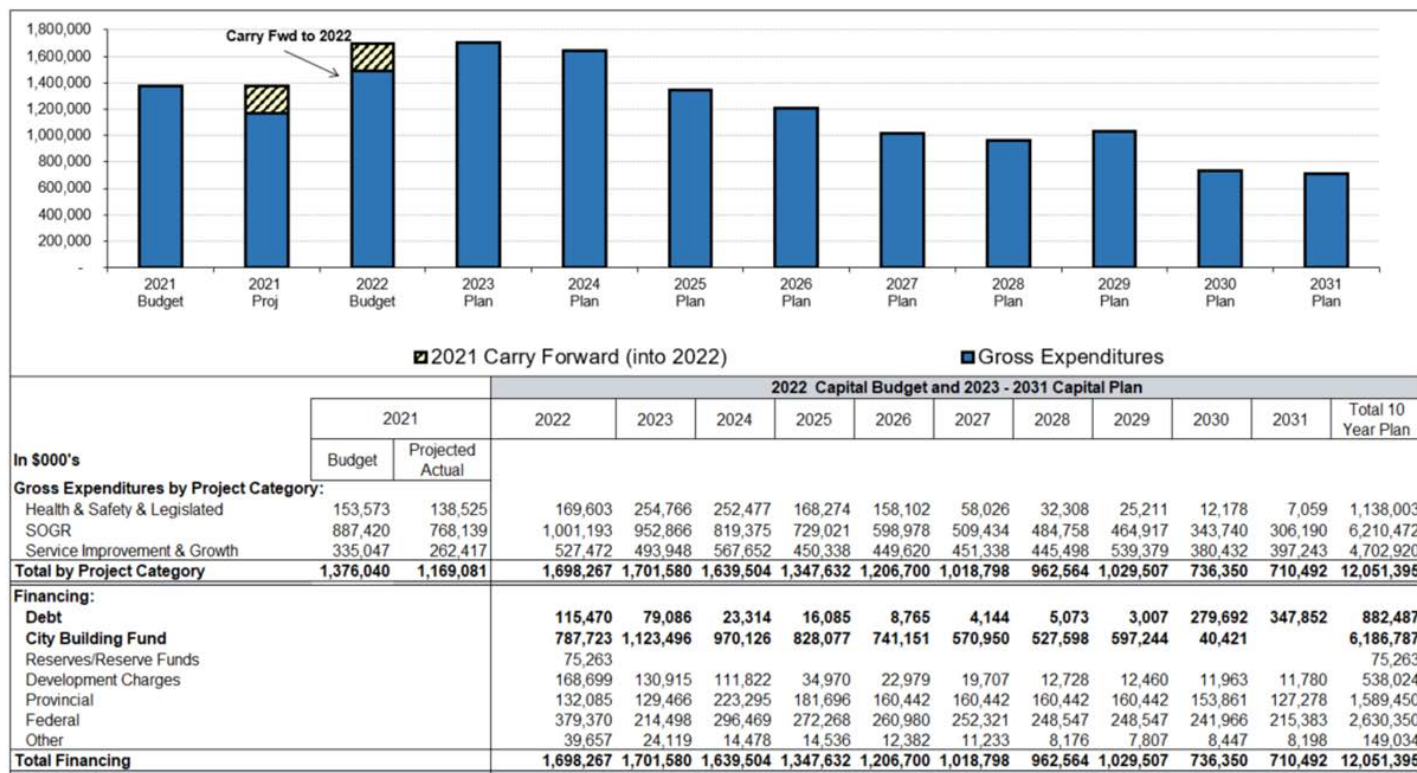 1,800,000
1,600,000
1,400,000
1,200,000
1,000,000
800,000
600,000
400,000
200,000
-
Carry Fwd to 2022
2021 2021 2022 2023 2024 2025 2026 2027 2028 2029 2030 2031
Budget Proj Budget Plan Plan Plan Plan Plan Plan Plan Plan Plan
2021 Carry Forward (into 2022) Gross Expenditures
2022 Capital Budget and 2023 - 2031 Capital Plan
2021 2022 2023 2024 2025 2026 2027 2028 2029 2030 2031 Total 10 Year Plan
In $000's Budget Projected Actual
Gross Expenditures by Project Category:
Health & Safety & Legislated 153,573 138,525 169,603 254,766 252,477 168,274 158,102 58,026 32,308 25,211 12,178 7,059 1,138,003
SOGR 887,420 768,139 1,001,193 952,866 819,375 729,021 598,978 509,434 484,758 464,917 343,740 306,190 6,210,472
Service Improvement & Growth 335,047 262,417 527,472 493,948 567,652 450,338 449,620 451,338 445,498 539,379 380,432 397,243 4,702,920
Total by Project Category 1,376,040 1,169,081 1,698,267 1,701,580 1,639,504 1,347,632 1,206,700 1,018,798 962,564 1,029,507 736,350 710,492 12,051,395
Financing:
Debt 115,470 79,086 23,314 16,085 8,765 4,144 5,073 3,007 279,692 347,852 882,487
City Building Fund 787,723 1,123,496 970,126 828,077 741,151 570,950 527,598 597,244 40,421 6,186,787
Reserves/Reserve Funds 75,263 75,263
Development Charges 168,699 130,915 111,822 34,970 22,979 19,707 12,728 12,460 11,963 11,780 538,024
Provincial 132,085 129,466 223,295 181,696 160,442 160,442 160,442 160,442 153,861 127,278 1,589,450
Federal 379,370 214,498 296,469 272,268 260,980 252,321 248,547 248,547 241,966 215,383 2,630,350
Other 39,657 24,119 14,478 14,536 12,382 11,233 8,176 7,807 8,447 8,198 149,034
Total Financing 1,698,267 1,701,580 1,639,504 1,347,632 1,206,700 1,018,798 962,564 1,029,507 736,350 710,492 12,051,395